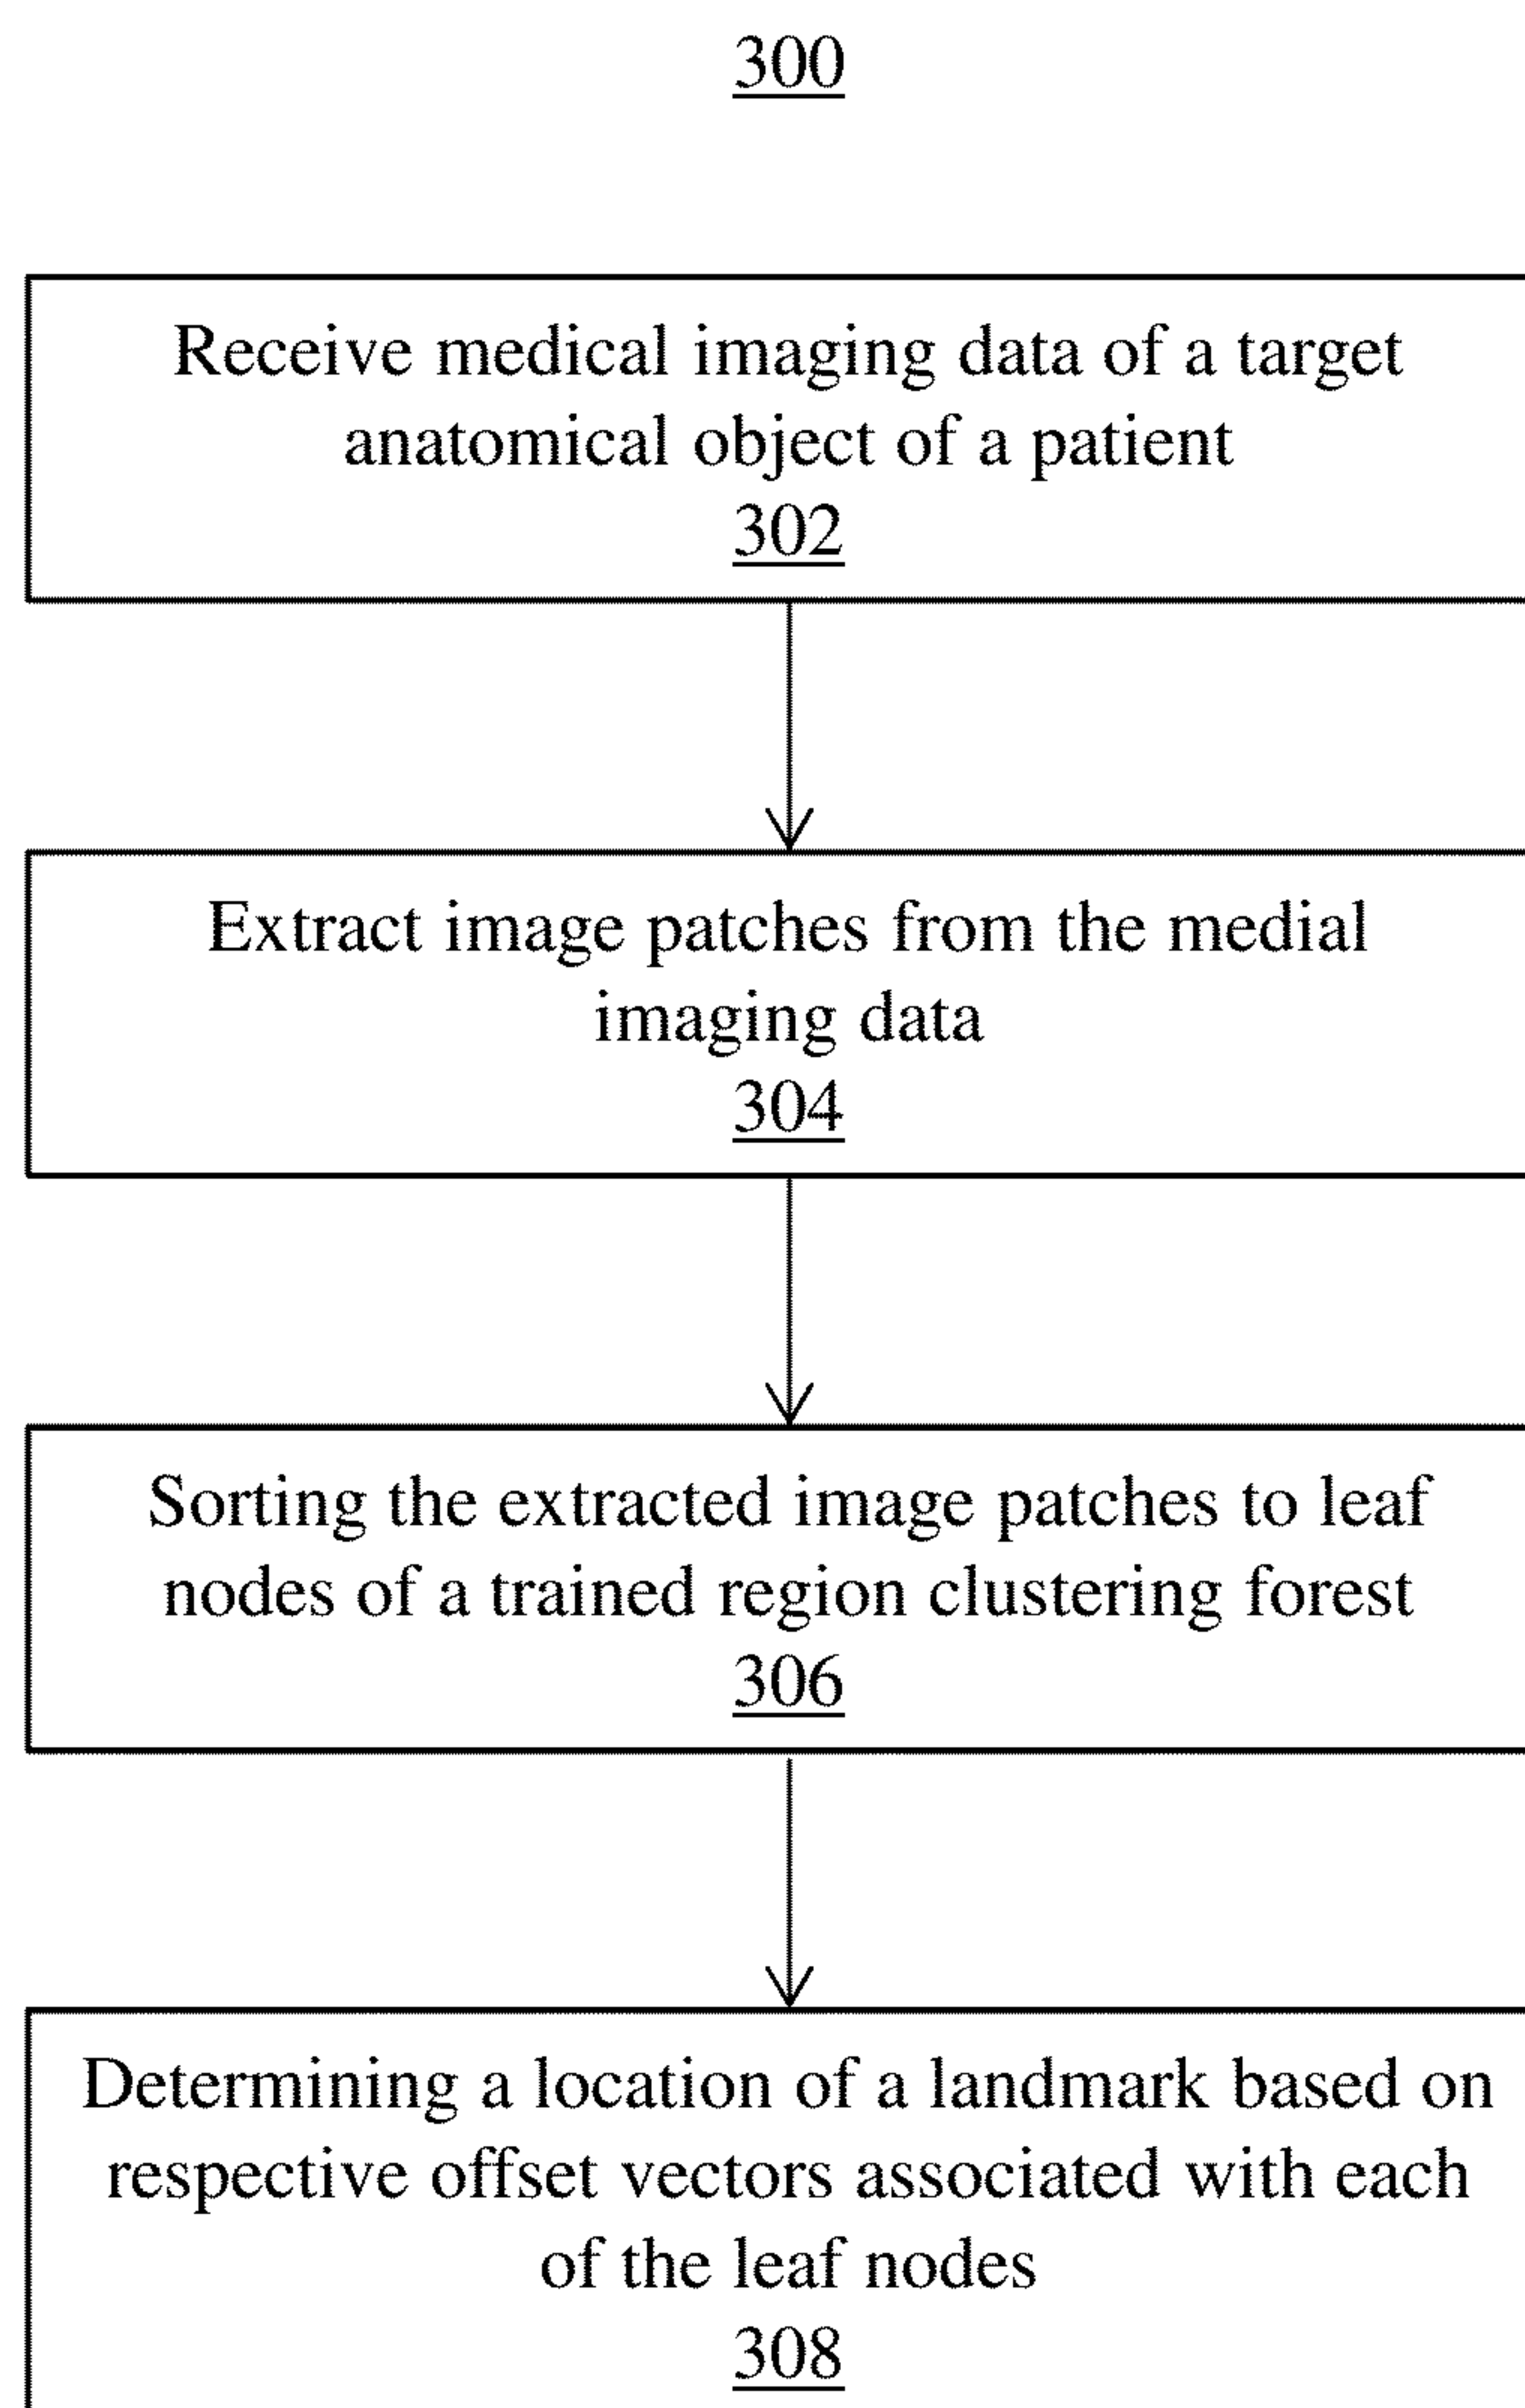 300
Receive medical imaging data of a target
anatomical object of a patient
302
Extract image patches from the medial
imaging data
304
Sorting the extracted image patches to leaf
nodes of a trained region clustering forest
306
Determining a location of a landmark based on
respective offset vectors associated with each
of the leaf nodes
308